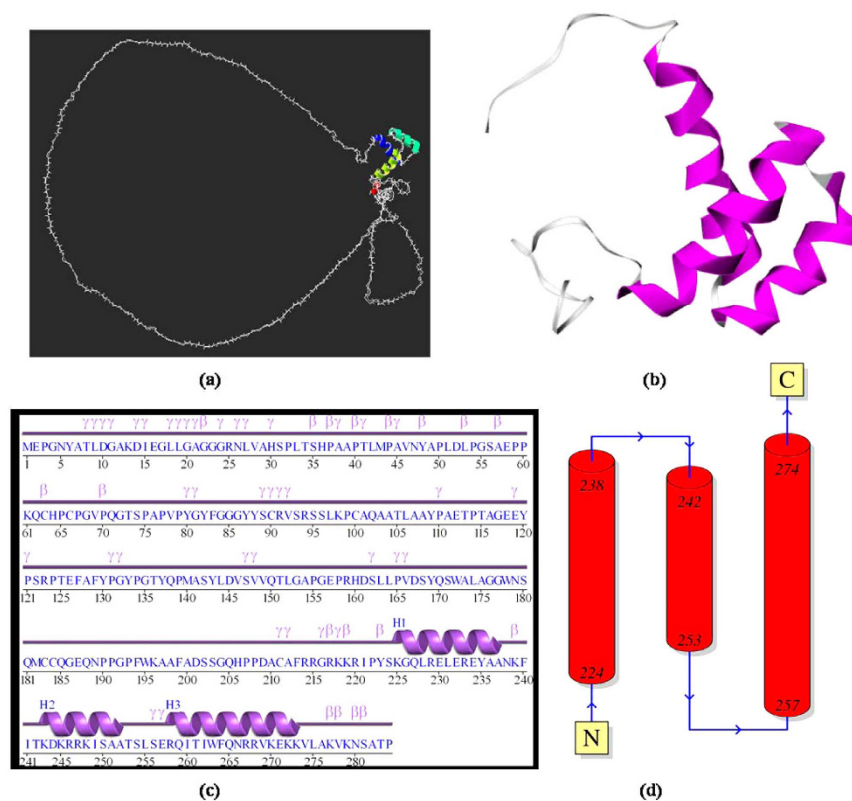 (a)
(b)
γγγγ γγ γγγγβ γ γγ γ β βγ βγ βγ β β β
MEPGNYATLDGAKDIEGLLGAGGGRNLVAHSPLTSHPAAPTLMPAVNYAPLDLPGSAEPP
1 5 10 15 20 25 30 35 40 45 50 55 60
β β γγ γγγγ γ γ
KQCHPCPGVPQGTSPAPVPYGYFGGGYYSCRVSRSSLKPCAQAATLAAYPAETPTAGEEY
61 65 70 75 80 85 90 95 100 105 110 115 120
γ γγ γγ γ γγ
PSRPTEFAFYPGYPGTYQPMASYLDVSVVQTLGAPGEPRHDSLLPVDSYQSWALAGGWNS
121 125 130 135 140 145 150 155 160 165 170 175 180
γγ γβγβ β H1 β
QMCCQGEQNPPGPFWKAAFADSSGQHPPDACAFRRGRKKRIPYSKGQLRELEREYAANKF
181 185 190 195 200 205 210 215 220 225 230 235 240
H2 γγ H3 ββ ββ
ITKDKRRKISAATSLSERQITIWFQNRRVKEKKVLAKVKNSATP
241 245 250 255 260 265 270 275 280
(c)
C
238
242
274
224
253
257
N
(d)